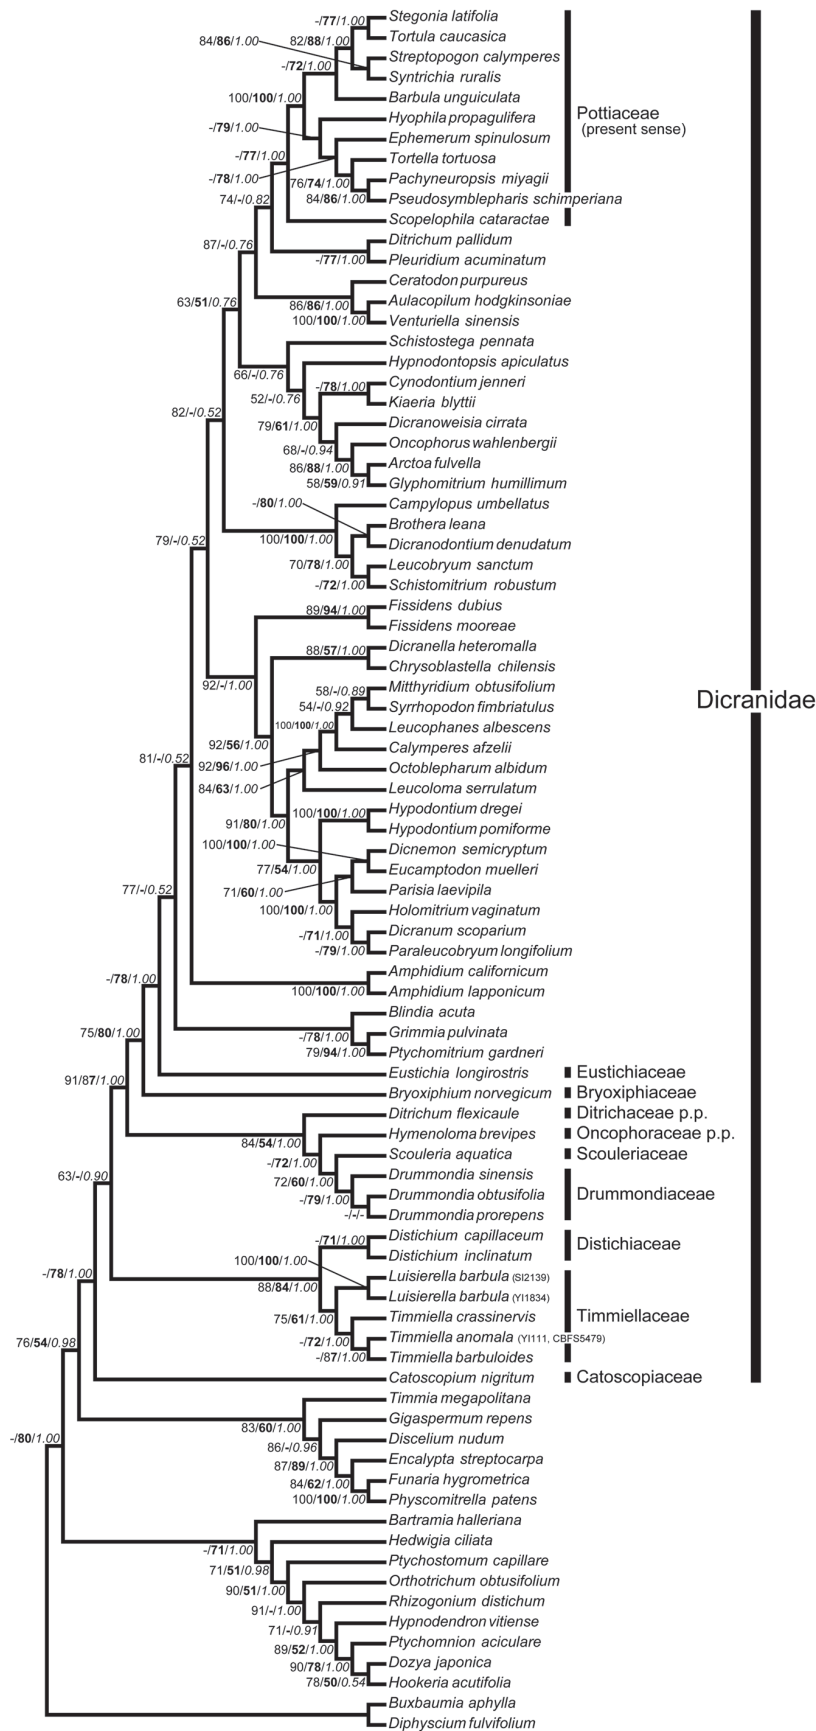 -/77/1.00 Stegonia latifolia
Tortula caucasica
84/86/1.00 82/88/1.00
Streptopogon calymperes
Syntrichia ruralis
-/72/1.00
Barbula unguiculata
100/100/1.00
Hyophila propagulifera
Pottiaceae
(present sense)
-/79/1.00
Ephemerum spinulosum
Tortella tortuosa
-/77/1.00
-/78/1.00
76/74/1.00 Pachyneuropsis miyagii
84/86/1.00 Pseudosymblepharis schimperiana
74/-/0.82
Scopelophila cataractae
Ditrichum pallidum
87/-/0.76
-/77/1.00 Pleuridium acuminatum
Ceratodon purpureus
63/51/0.76
86/86/1.00 Aulacopilum hodgkinsoniae
100/100/1.00 Venturiella sinensis
Schistostega pennata
Hypnodontopsis apiculatus
66/-/0.76
-/78/1.00 Cynodontium jenneri
52/-/0.76
Kiaeria blyttii
82/-/0.52
79/61/1.00
Dicranoweisia cirrata
68/-/0.94
Oncophorus wahlenbergii
86/88/1.00 Arctoa fulvella
58/59/0.91 Glyphomitrium humillimum
-/80/1.00
Campylopus umbellatus
Brothera leana
79/-/0.52
100/100/1.00
Dicranodontium denudatum
70/78/1.00 Leucobryum sanctum
-/72/1.00 Schistomitrium robustum
89/94/1.00 Fissidens dubius
Fissidens mooreae
88/57/1.00 Dicranella heteromalla
Chrysoblastella chilensis
92/-/1.00
58/-/0.89 Mitthyridium obtusifolium
Dicranidae
54/-/0.92 Syrrhopodon fimbriatulus
100/100/1.00 Leucophanes albescens
92/56/1.00
Calymperes afzelii
81/-/0.52
92/96/1.00
Octoblepharum albidum
84/63/1.00
Leucoloma serrulatum
100/100/1.00 Hypodontium dregei
91/80/1.00
Hypodontium pomiforme
100/100/1.00
Dicnemon semicryptum
77/54/1.00
Eucamptodon muelleri
77/-/0.52
71/60/1.00
Parisia laevipila
100/100/1.00
Holomitrium vaginatum
-/71/1.00 Dicranum scoparium
-/79/1.00 Paraleucobryum longifolium
-/78/1.00
Amphidium californicum
100/100/1.00 Amphidium lapponicum
Blindia acuta
75/80/1.00
-/78/1.00 Grimmia pulvinata
79/94/1.00 Ptychomitrium gardneri
Eustichia longirostris Eustichiaceae
91/87/1.00
Bryoxiphium norvegicum Bryoxiphiaceae
Ditrichum flexicaule Ditrichaceae p.p.
84/54/1.00
Hymenoloma brevipes Oncophoraceae p.p.
-/72/1.00
Scouleria aquatica Scouleriaceae
63/-/0.90
72/60/1.00 Drummondia sinensis
-/79/1.00 Drummondia obtusifolia Drummondiaceae
-/-/- Drummondia prorepens
-/71/1.00 Distichium capillaceum
Distichiaceae
100/100/1.00
Distichium inclinatum
-/78/1.00
88/84/1.00
Luisierella barbula (SI2139)
Luisierella barbula (YI1834)
75/61/1.00
Timmiella crassinervis Timmiellaceae
76/54/0.98
-/72/1.00 Timmiella anomala (YI111, CBFS5479)
-/87/1.00 Timmiella barbuloides
Catoscopium nigritum Catoscopiaceae
Timmia megapolitana
83/60/1.00
Gigaspermum repens
-/80/1.00
86/-/0.96
Discelium nudum
87/89/1.00
Encalypta streptocarpa
84/62/1.00 Funaria hygrometrica
100/100/1.00 Physcomitrella patens
Bartramia halleriana
-/71/1.00
Hedwigia ciliata
71/51/0.98
Ptychostomum capillare
90/51/1.00
Orthotrichum obtusifolium
91/-/1.00
Rhizogonium distichum
71/-/0.91
Hypnodendron vitiense
89/52/1.00
Ptychomnion aciculare
90/78/1.00 Dozya japonica
78/50/0.54 Hookeria acutifolia
Buxbaumia aphylla
Diphyscium fulvifolium